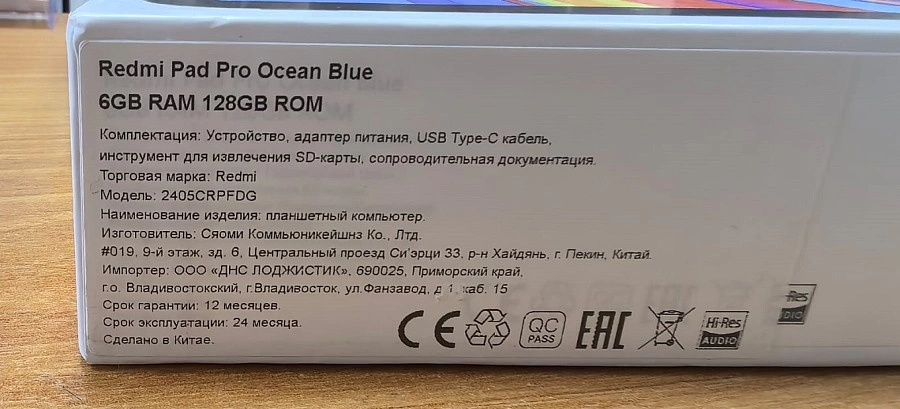 Redmi Pad Pro Ocean Blue
6GB RAM 128GB ROM
Комплектация: Устройство, адаптер питания, USB Type-C кабель,
инструмент для извлечения SD-карты, сопроводительная документация.
Торговая марка: Redmi
Модель: 2405CRPFDG
Наименование изделия: планшетный компьютер.
Изготовитель: Сяоми Коммьюникейшнз Ко., Лтд.
#019, 9-й этаж, зд. 6, Центральный проезд Си'эрци 33, р-н Хайдянь, г. Пекин, Китай.
Импортер: ООО «ДНС ЛОДЖИСТИК», 690025, Приморский край,
г.о. Владивостокский, г.Владивосток, ул.Фанзавод, д 1, каб. 15
Срок гарантии: 12 месяцев.
Срок эксплуатации: 24 месяца.
Сделано в Китае.
CE QC PASS EAC Hi-Res AUDIO